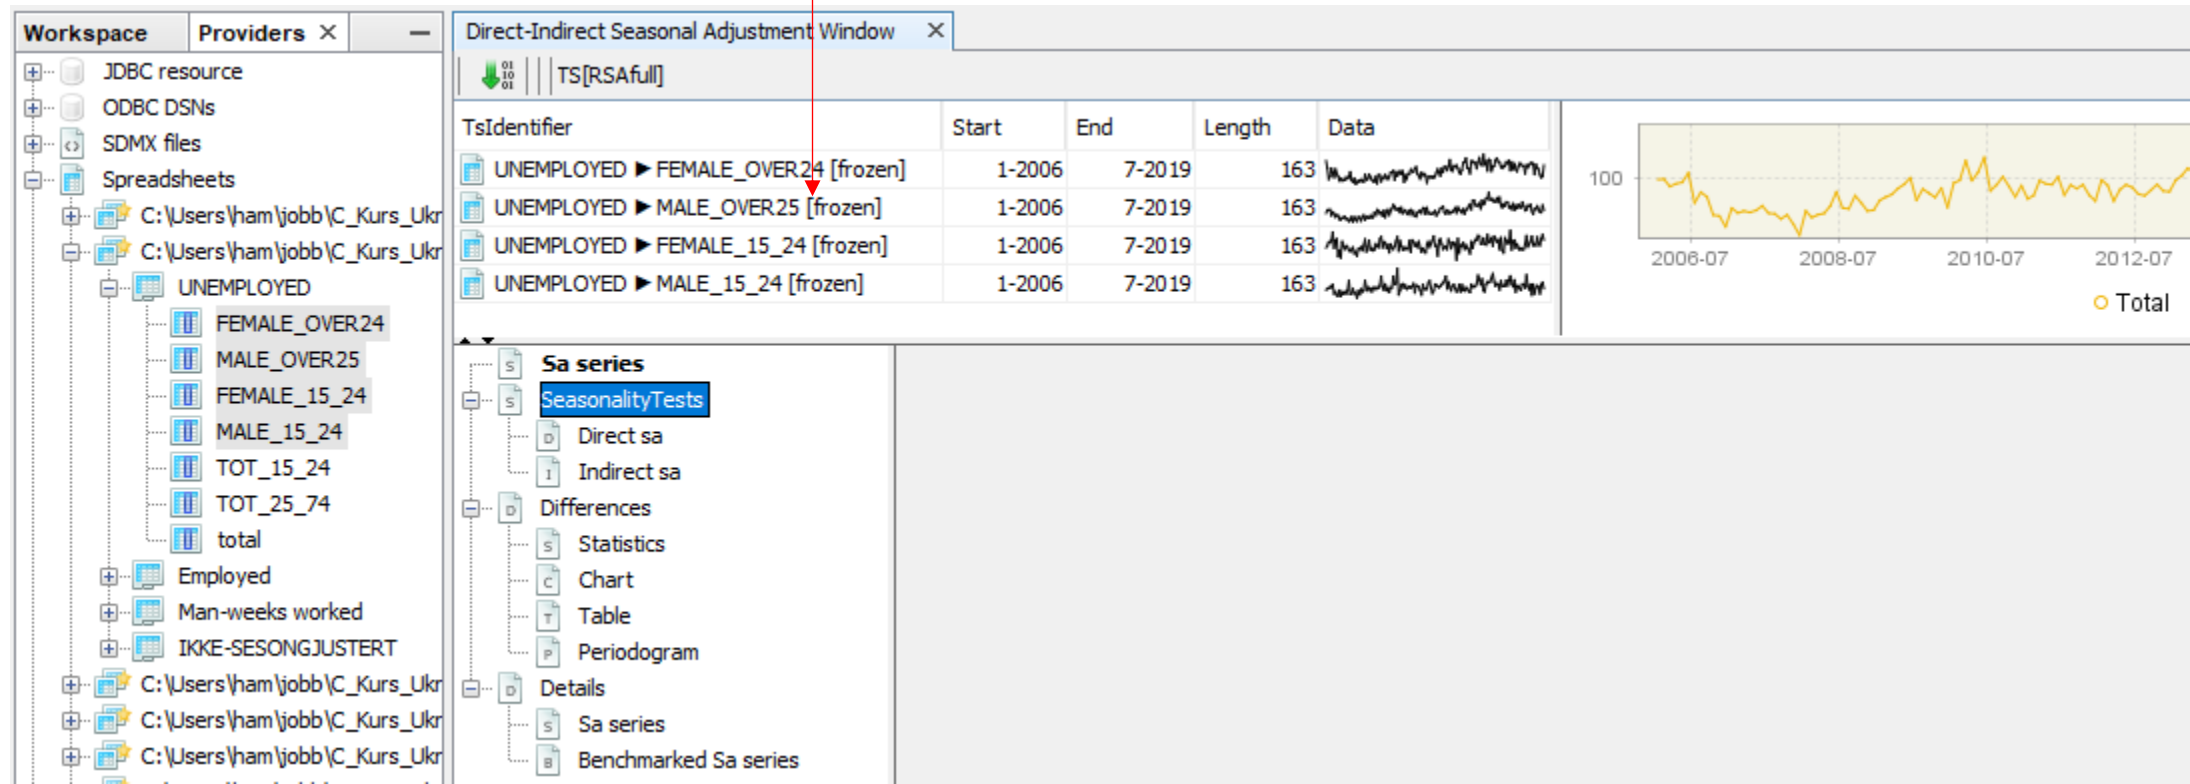 Workspace
Providers
JDBC resource
ODBC DSNs
SDMX files
Spreadsheets
C:\Users\ham\jobb\C_Kurs_Ukr
C:\Users\ham\jobb\C_Kurs_Ukr
UNEMPLOYED
FEMALE_OVER24
MALE_OVER25
FEMALE_15_24
MALE_15_24
TOT_15_24
TOT_25_74
total
Employed
Man-weeks worked
IKKE-SESONGJUSTERT
C:\Users\ham\jobb\C_Kurs_Ukr
C:\Users\ham\jobb\C_Kurs_Ukr
C:\Users\ham\jobb\C_Kurs_Ukr
Direct-Indirect Seasonal Adjustment Window
TS[RSAfull]
TsIdentifier Start End Length Data
UNEMPLOYED ► FEMALE_OVER24 [frozen] 1-2006 7-2019 163
UNEMPLOYED ► MALE_OVER25 [frozen] 1-2006 7-2019 163
UNEMPLOYED ► FEMALE_15_24 [frozen] 1-2006 7-2019 163
UNEMPLOYED ► MALE_15_24 [frozen] 1-2006 7-2019 163
100
2006-07 2008-07 2010-07 2012-07
Total
Sa series
SeasonalityTests
Direct sa
Indirect sa
Differences
Statistics
Chart
Table
Periodogram
Details
Sa series
Benchmarked Sa series